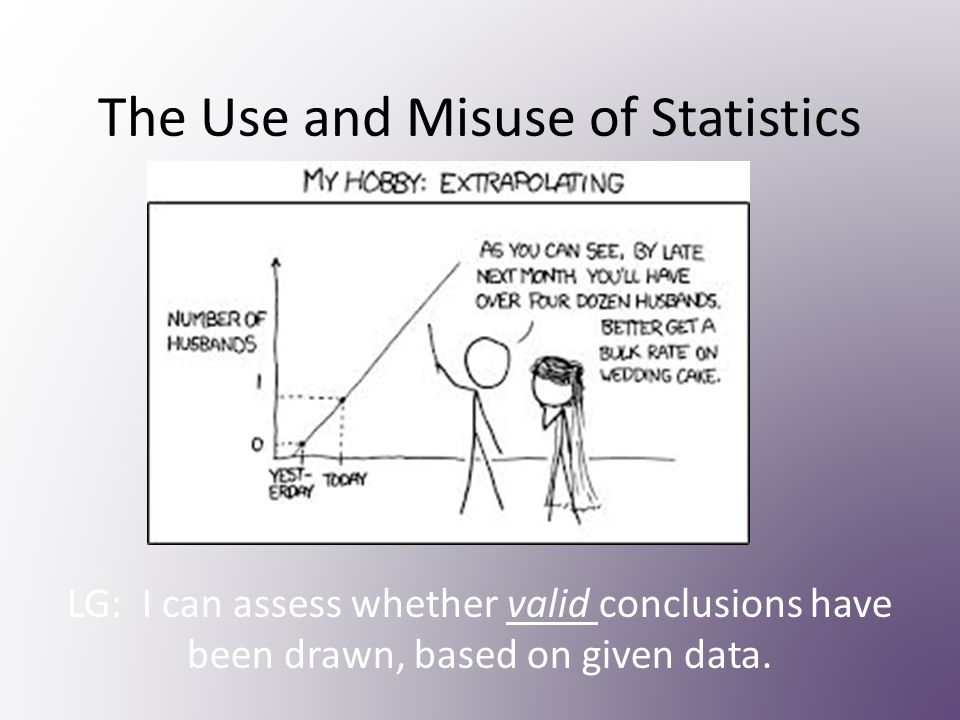 The Use and Misuse of Statistics
MY HOBBY: EXTRAPOLATING
AS YOU CAN SEE, BY LATE
NEXT MONTH YOU'LL HAVE
OVER FOUR DOZEN HUSBANDS.
BETTER GET A
BULK RATE ON
WEDDING CAKE.
NUMBER OF
HUSBANDS
1
0
YEST-
ERDAY
TODAY
LG: I can assess whether valid conclusions have
been drawn, based on given data.